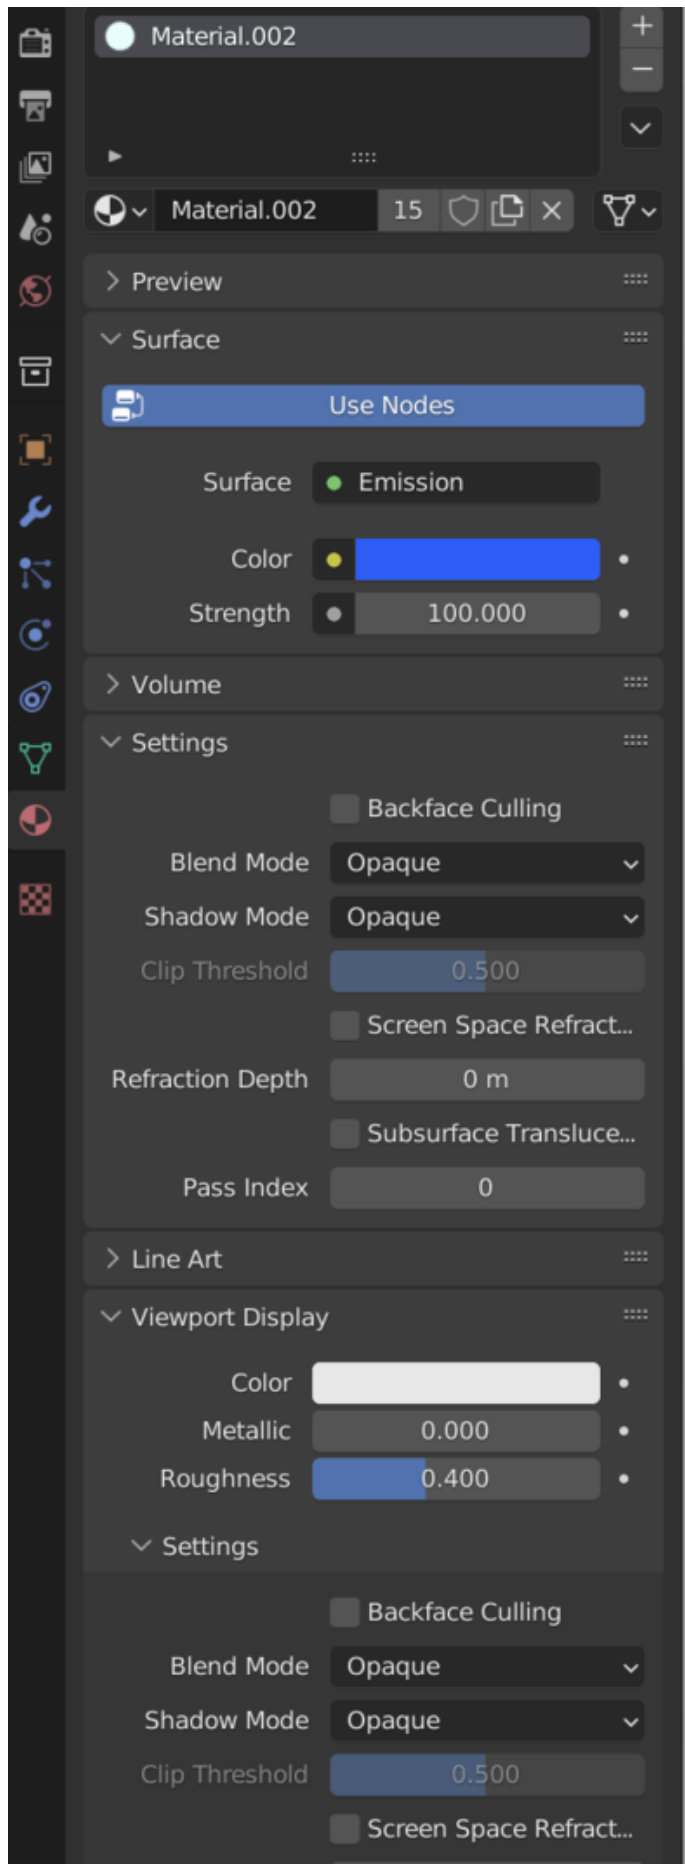 Material.002
Material.002 15
Preview
Surface
Use Nodes
Surface Emission
Color
Strength 100.000
Volume
Settings
Backface Culling
Blend Mode Opaque
Shadow Mode Opaque
Clip Threshold 0.500
Screen Space Refract...
Refraction Depth 0 m
Subsurface Transluce...
Pass Index 0
Line Art
Viewport Display
Color
Metallic 0.000
Roughness 0.400
Settings
Backface Culling
Blend Mode Opaque
Shadow Mode Opaque
Clip Threshold 0.500
Screen Space Refract...